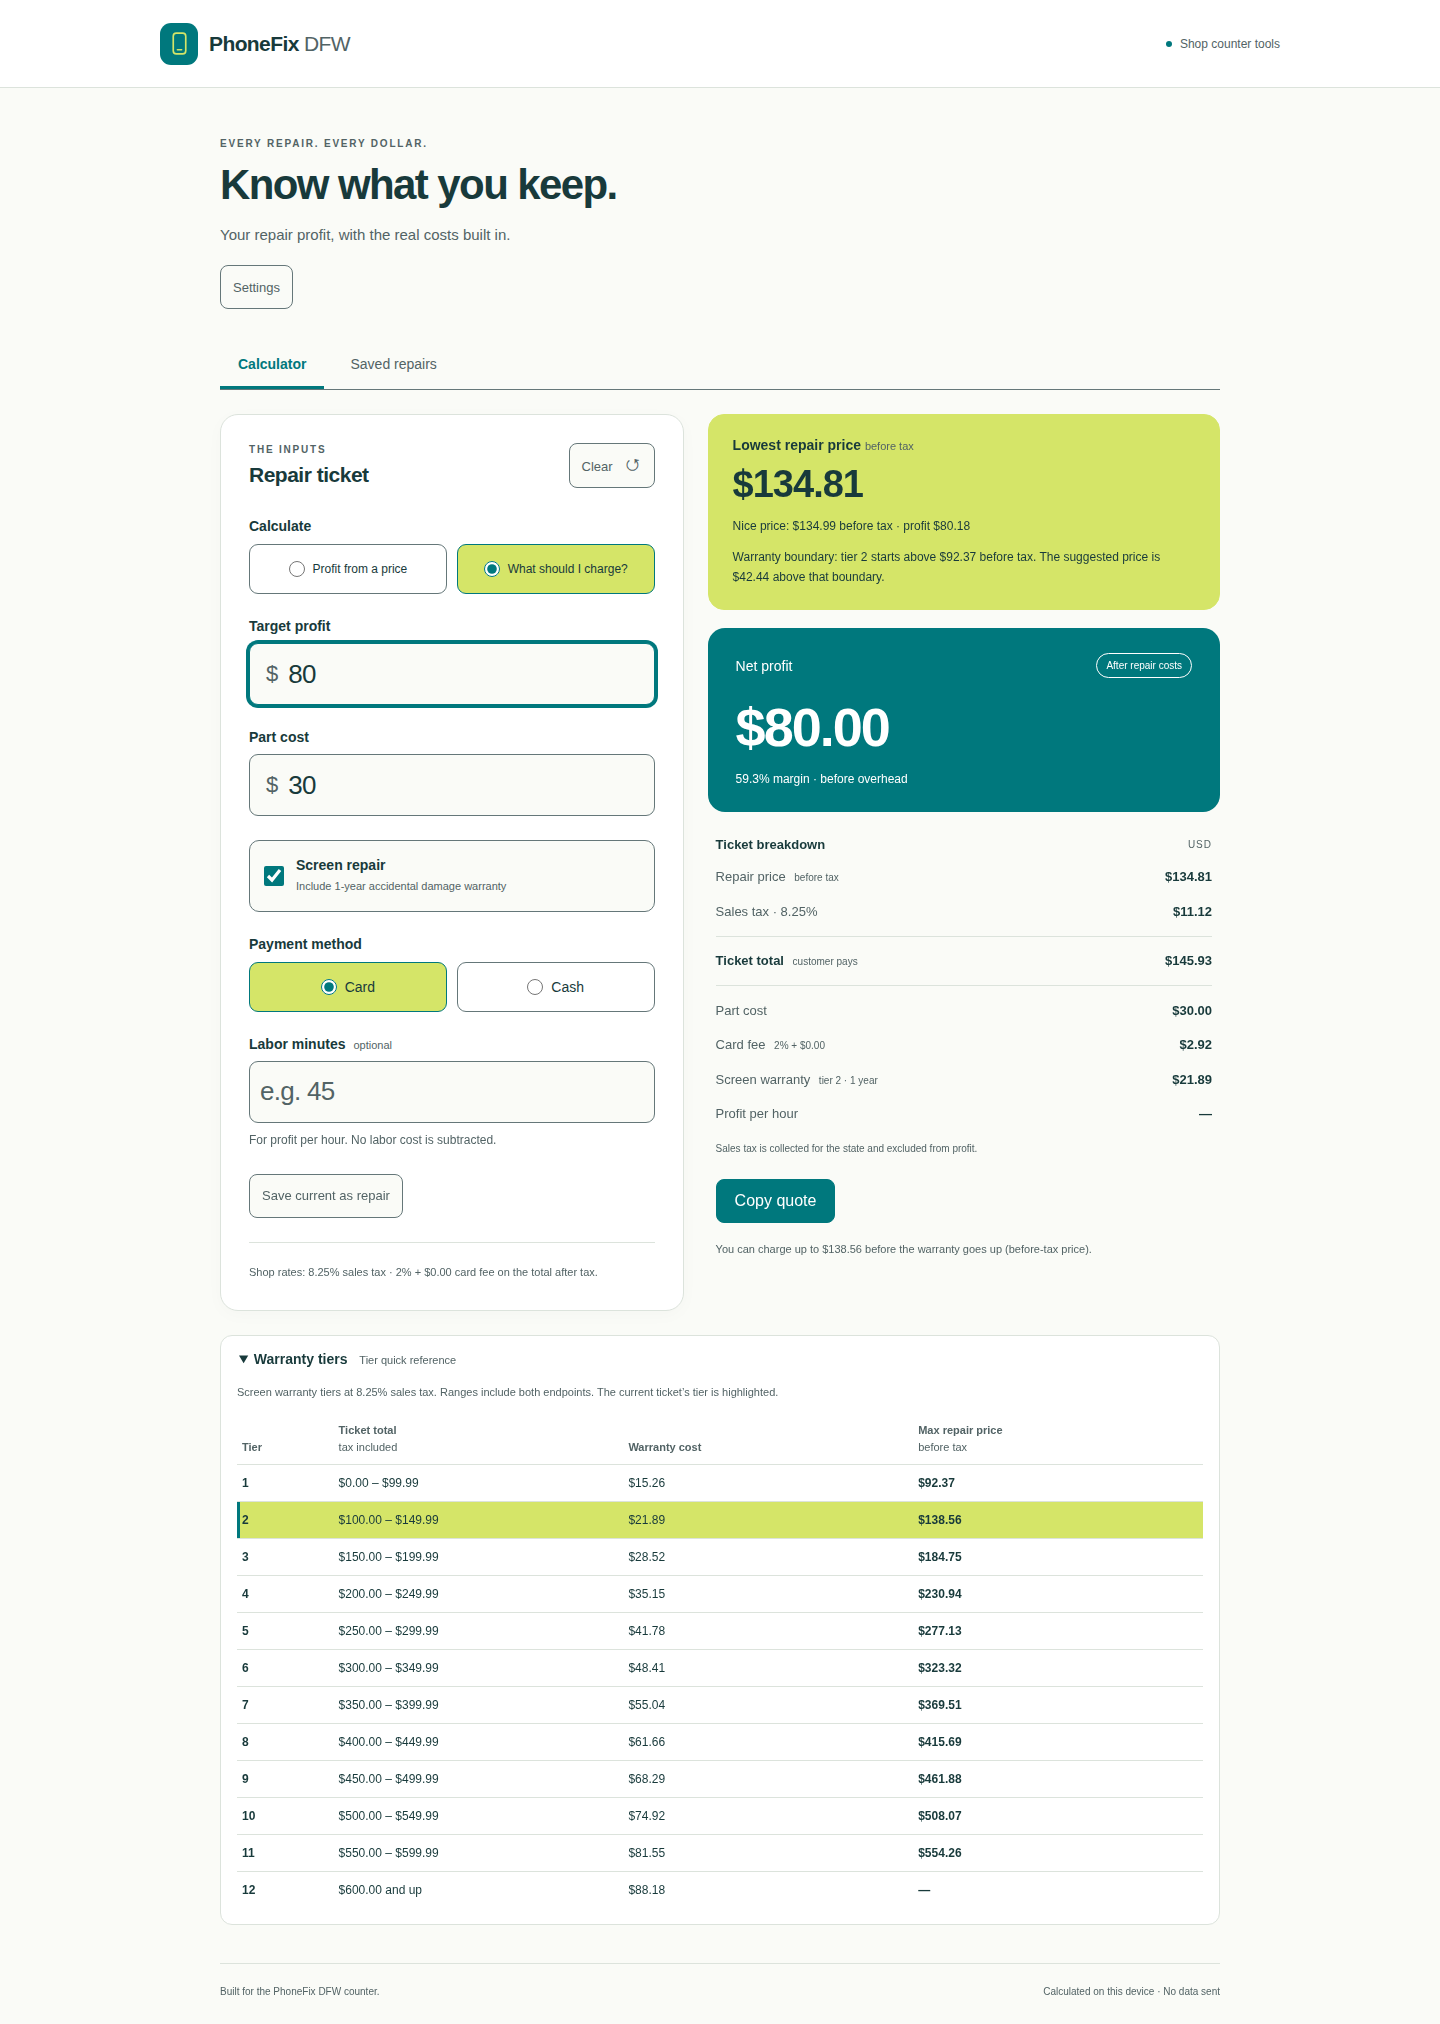 PhoneFix DFW
Shop counter tools
EVERY REPAIR. EVERY DOLLAR.
Know what you keep.
Your repair profit, with the real costs built in.
Settings
Calculator
Saved repairs
THE INPUTS
Repair ticket
Clear
Calculate
Profit from a price
What should I charge?
Target profit
$ 80
Part cost
$ 30
Screen repair
Include 1-year accidental damage warranty
Payment method
Card
Cash
Labor minutes optional
e.g. 45
For profit per hour. No labor cost is subtracted.
Save current as repair
Shop rates: 8.25% sales tax · 2% + $0.00 card fee on the total after tax.
Lowest repair price before tax
$134.81
Nice price: $134.99 before tax · profit $80.18
Warranty boundary: tier 2 starts above $92.37 before tax. The suggested price is
$42.44 above that boundary.
Net profit
After repair costs
$80.00
59.3% margin · before overhead
Ticket breakdown USD
Repair price before tax $134.81
Sales tax · 8.25% $11.12
Ticket total customer pays $145.93
Part cost $30.00
Card fee 2% + $0.00 $2.92
Screen warranty tier 2 · 1 year $21.89
Profit per hour —
Sales tax is collected for the state and excluded from profit.
Copy quote
You can charge up to $138.56 before the warranty goes up (before-tax price).
Warranty tiers Tier quick reference
Screen warranty tiers at 8.25% sales tax. Ranges include both endpoints. The current ticket's tier is highlighted.
Ticket total Max repair price
Tier tax included Warranty cost before tax
1 $0.00 – $99.99 $15.26 $92.37
2 $100.00 – $149.99 $21.89 $138.56
3 $150.00 – $199.99 $28.52 $184.75
4 $200.00 – $249.99 $35.15 $230.94
5 $250.00 – $299.99 $41.78 $277.13
6 $300.00 – $349.99 $48.41 $323.32
7 $350.00 – $399.99 $55.04 $369.51
8 $400.00 – $449.99 $61.66 $415.69
9 $450.00 – $499.99 $68.29 $461.88
10 $500.00 – $549.99 $74.92 $508.07
11 $550.00 – $599.99 $81.55 $554.26
12 $600.00 and up $88.18 —
Built for the PhoneFix DFW counter.
Calculated on this device · No data sent